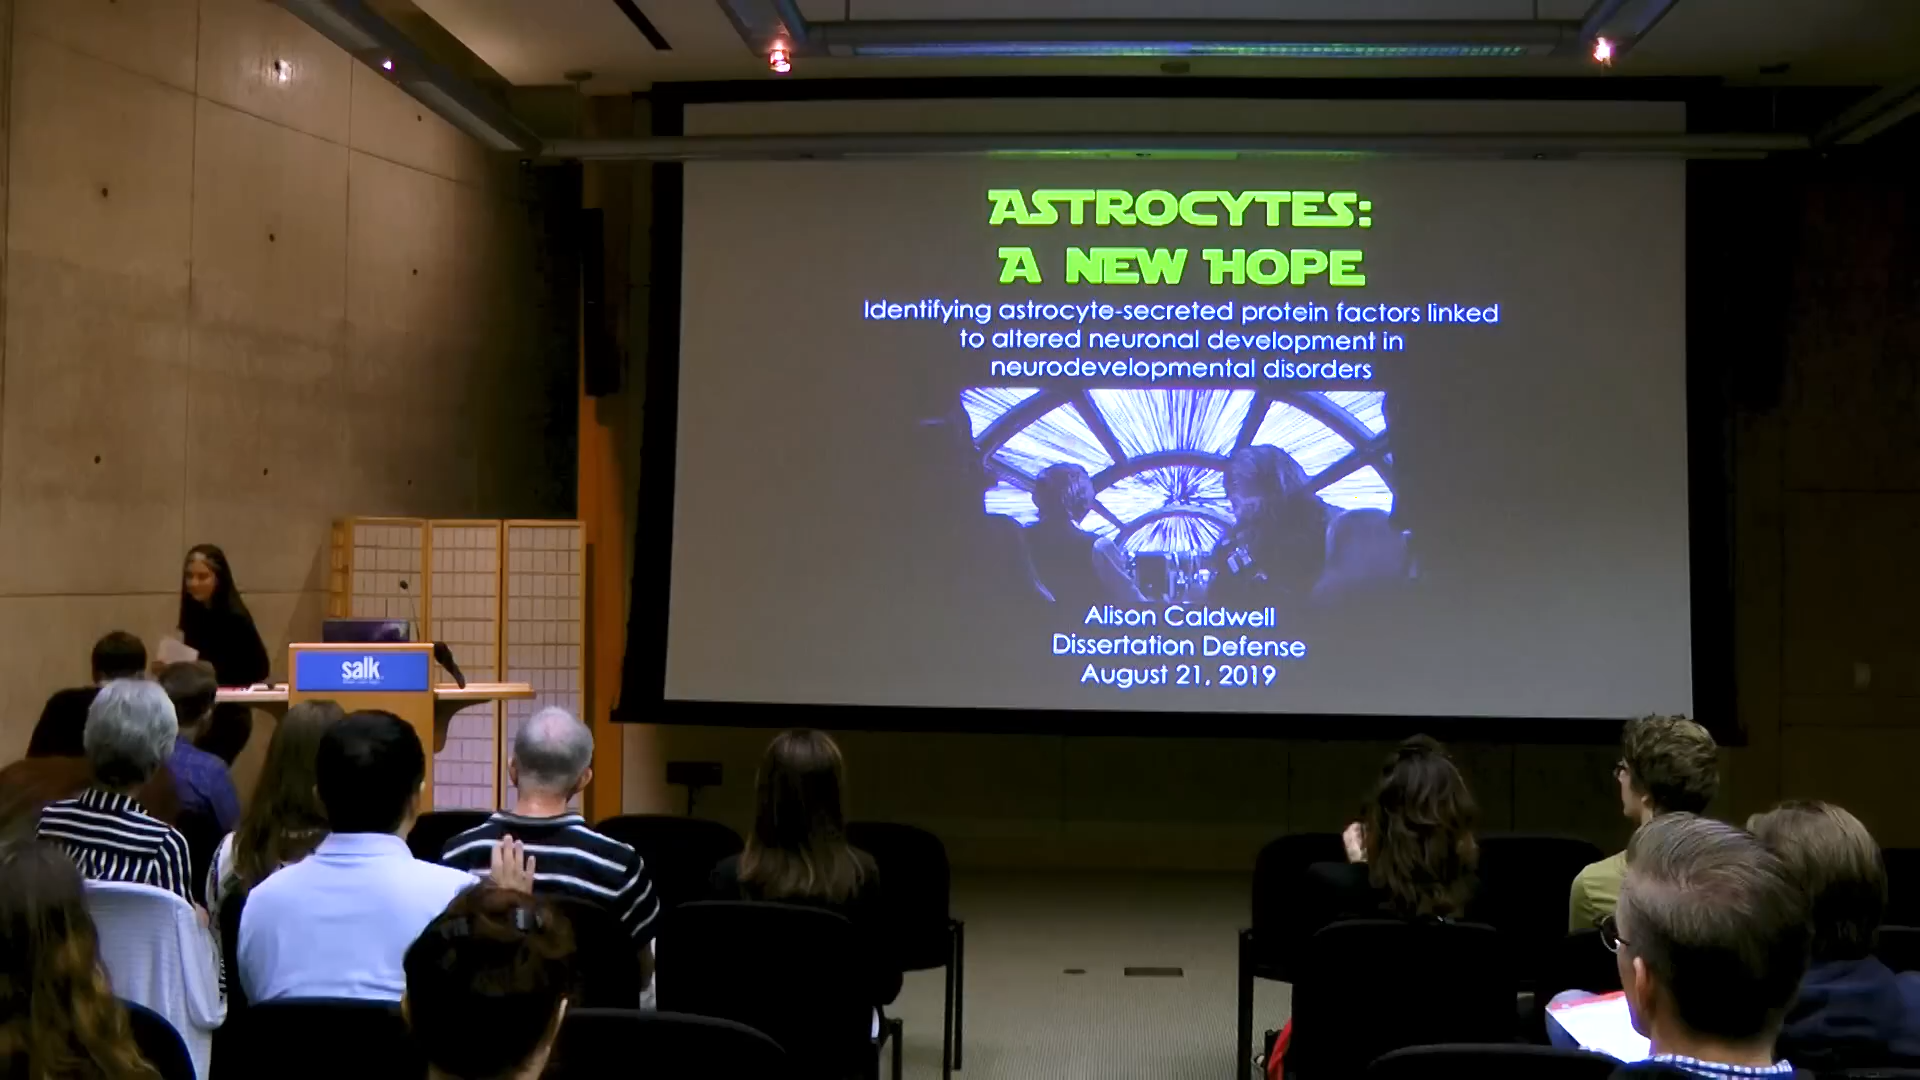 ASTROCYTES:
A NEW HOPE
Identifying astrocyte-secreted protein factors linked
to altered neuronal development in
neurodevelopmental disorders
Alison Caldwell
Dissertation Defense
August 21, 2019
salk